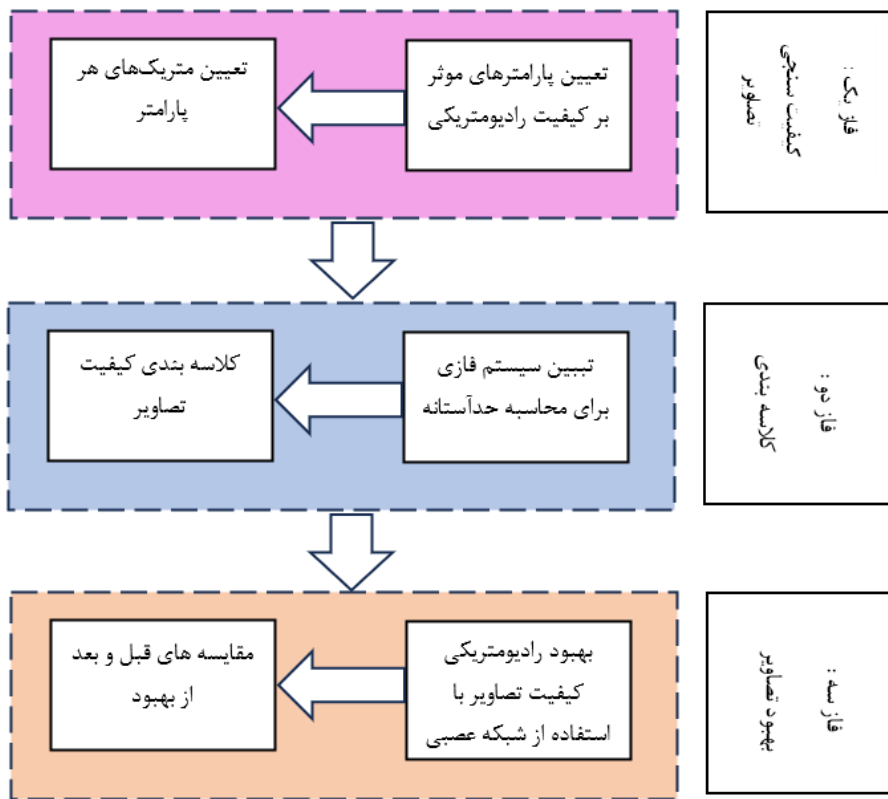 فاز یک :
کیفیت سنجی
تصاویر
تعیین پارامترهای موثر
بر کیفیت رادیومتریکی
تعیین متریک‌های هر
پارامتر
فاز دو :
کلاسه بندی
تبیین سیستم فازی
برای محاسبه حدآستانه
کلاسه بندی کیفیت
تصاویر
فاز سه :
بهبود تصاویر
بهبود رادیومتریکی
کیفیت تصاویر با
استفاده از شبکه عصبی
مقایسه های قبل و بعد
از بهبود